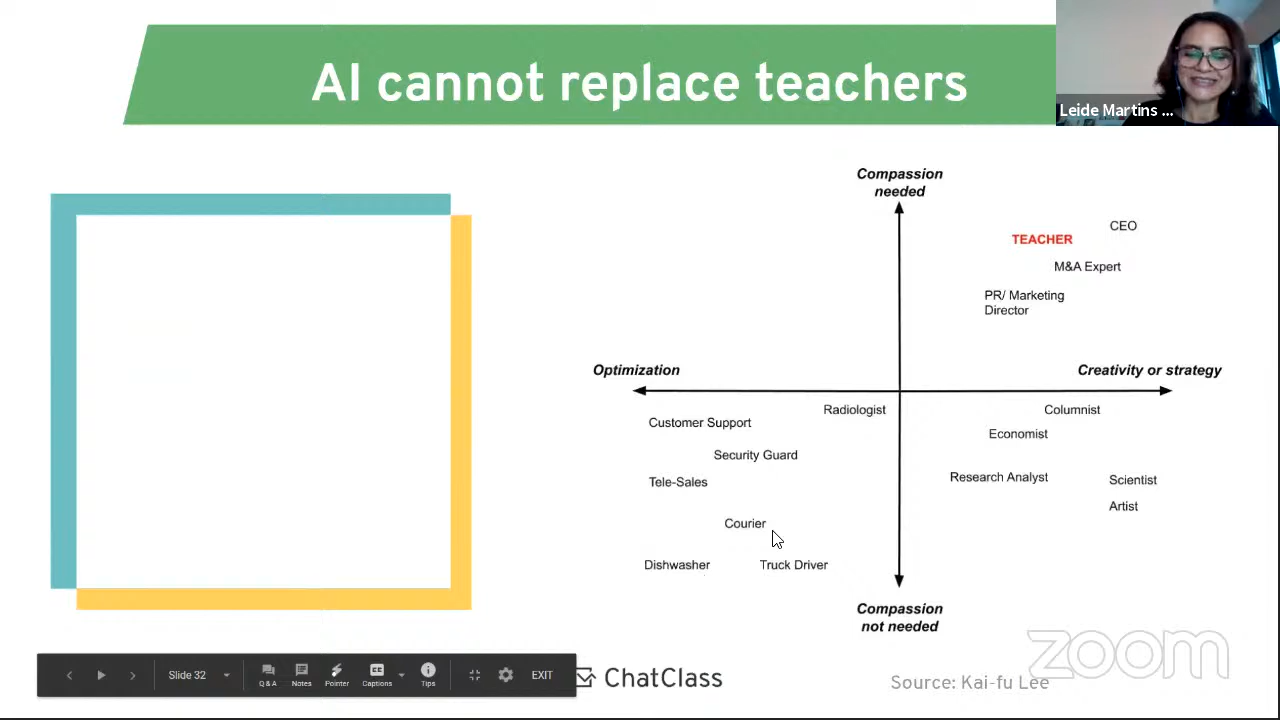 AI cannot replace teachers
Leide Martins ...
Compassion
needed
CEO
TEACHER
M&A Expert
PR/ Marketing
Director
Optimization
Creativity or strategy
Radiologist
Columnist
Customer Support
Economist
Security Guard
Research Analyst
Tele-Sales
Scientist
Artist
Courier
Dishwasher
Truck Driver
Compassion
not needed
zoom
Slide 32
Q & A
Notes
Pointer
CC
Captions
Tips
EXIT
ChatClass
Source: Kai-fu Lee